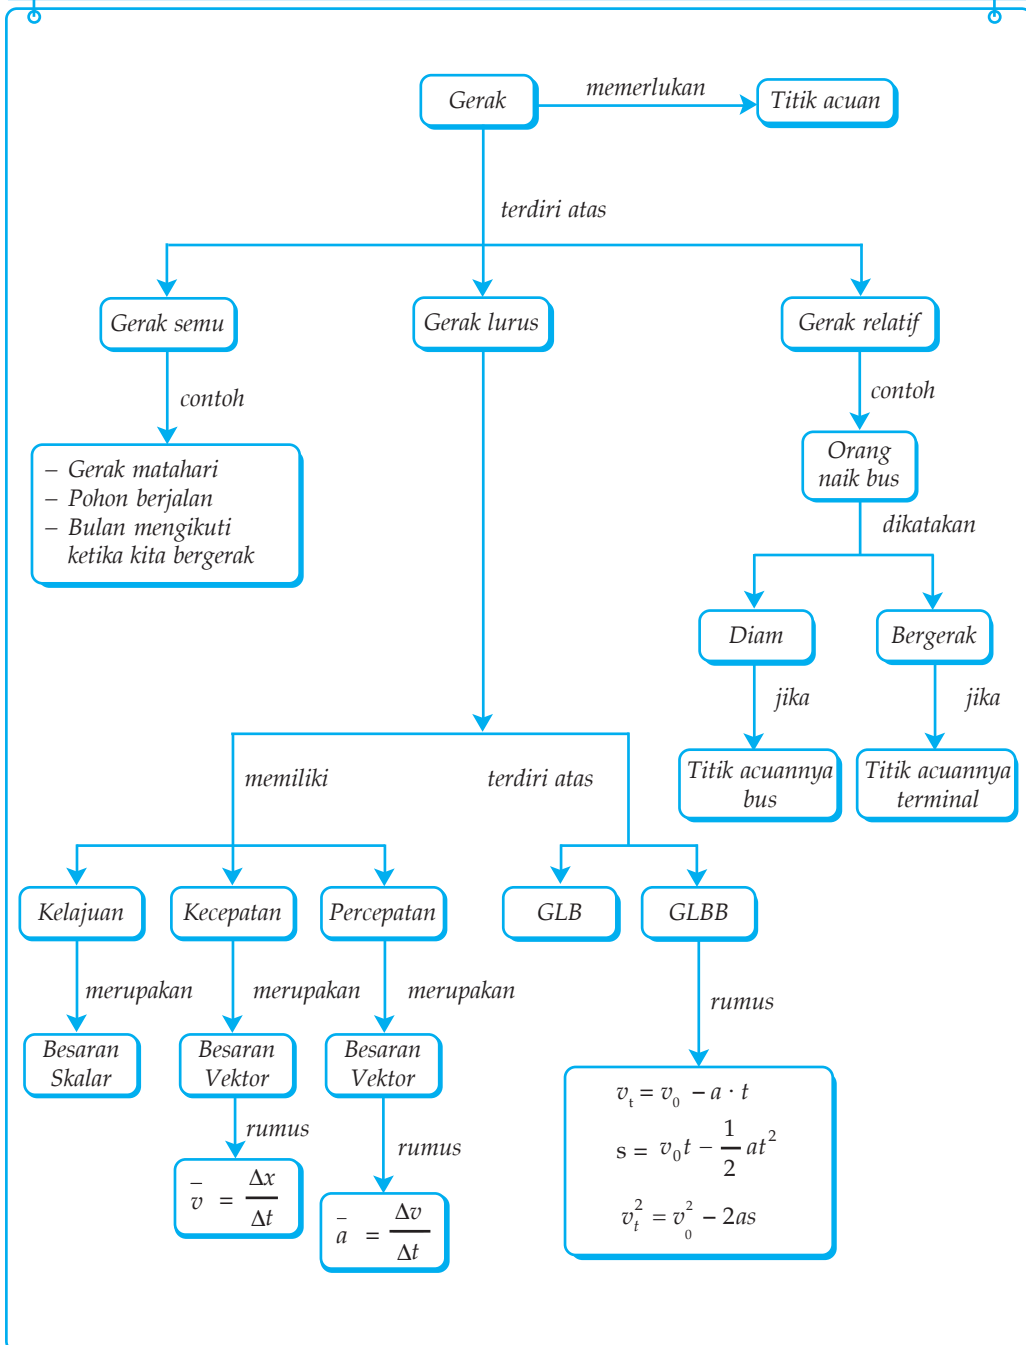 Gerak
memerlukan
Titik acuan
terdiri atas
Gerak semu
Gerak lurus
Gerak relatif
contoh
contoh
– Gerak matahari
– Pohon berjalan
– Bulan mengikuti
ketika kita bergerak
Orang
naik bus
dikatakan
Diam
Bergerak
jika
jika
Titik acuannya
bus
Titik acuannya
terminal
memiliki
terdiri atas
Kelajuan
Kecepatan
Percepatan
GLB
GLBB
merupakan
merupakan
merupakan
rumus
Besaran
Skalar
Besaran
Vektor
Besaran
Vektor
rumus
rumus
v̄ = Δx/Δt
ā = Δv/Δt
vₜ = v₀ – a · t
s = v₀t – 1/2 at²
vₜ² = v₀² – 2as